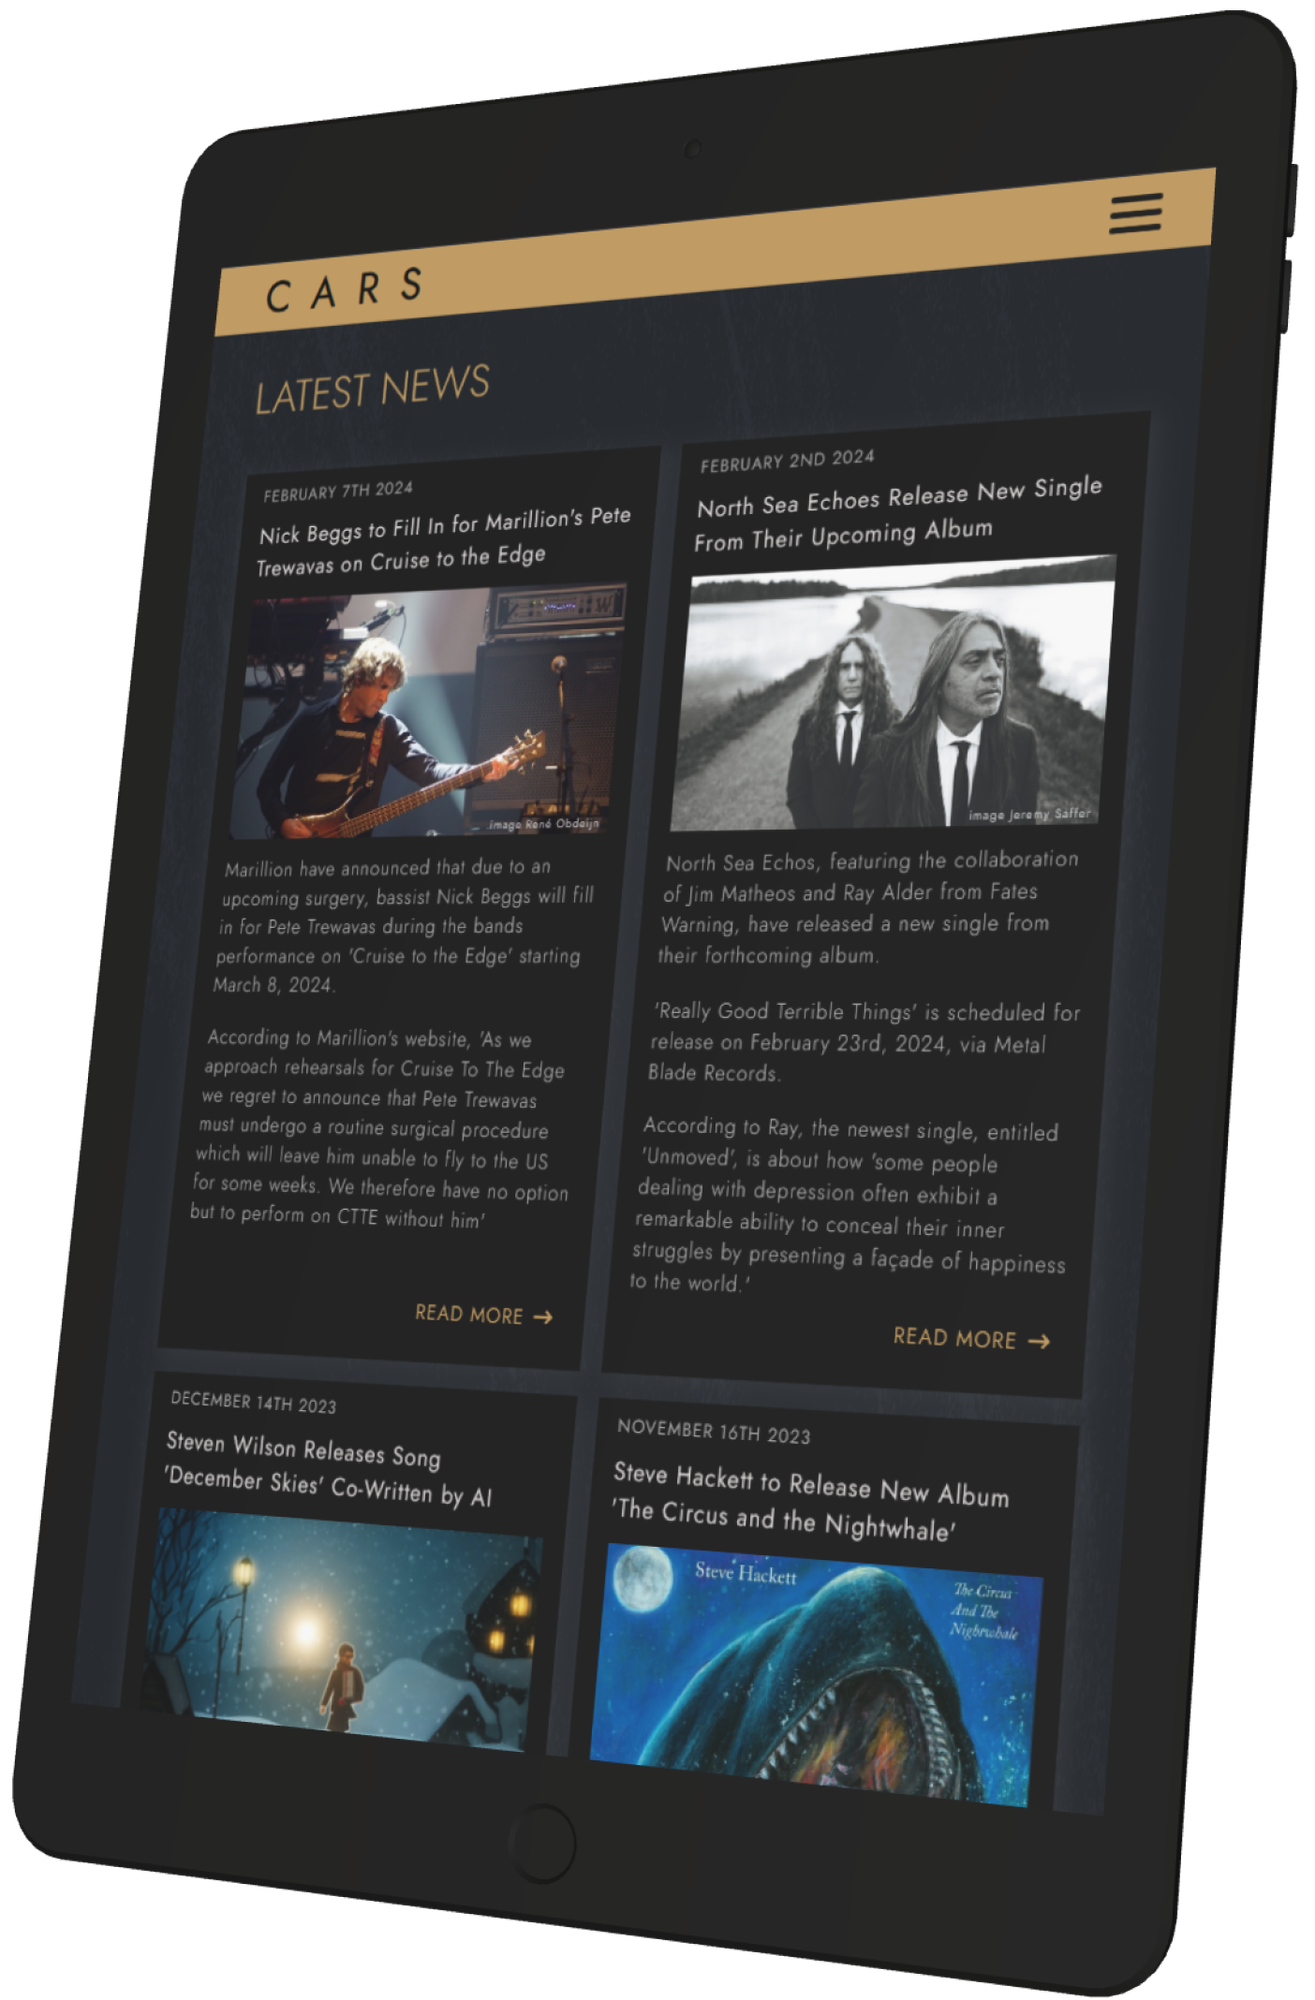 CARS
LATEST NEWS
FEBRUARY 7TH 2024
Nick Beggs to Fill In for Marillion's Pete
Trewavas on Cruise to the Edge
image René Obdeijn
Marillion have announced that due to an
upcoming surgery, bassist Nick Beggs will fill
in for Pete Trewavas during the bands
performance on 'Cruise to the Edge' starting
March 8, 2024.
According to Marillion's website, 'As we
approach rehearsals for Cruise To The Edge
we regret to announce that Pete Trewavas
must undergo a routine surgical procedure
which will leave him unable to fly to the US
for some weeks. We therefore have no option
but to perform on CTTE without him'
READ MORE →
FEBRUARY 2ND 2024
North Sea Echoes Release New Single
From Their Upcoming Album
image Jeremy Saffer
North Sea Echos, featuring the collaboration
of Jim Matheos and Ray Alder from Fates
Warning, have released a new single from
their forthcoming album.
'Really Good Terrible Things' is scheduled for
release on February 23rd, 2024, via Metal
Blade Records.
According to Ray, the newest single, entitled
'Unmoved', is about how 'some people
dealing with depression often exhibit a
remarkable ability to conceal their inner
struggles by presenting a façade of happiness
to the world.'
READ MORE →
DECEMBER 14TH 2023
Steven Wilson Releases Song
'December Skies' Co-Written by AI
NOVEMBER 16TH 2023
Steve Hackett to Release New Album
'The Circus and the Nightwhale'
Steve Hackett
The Circus
And The
Nightwhale